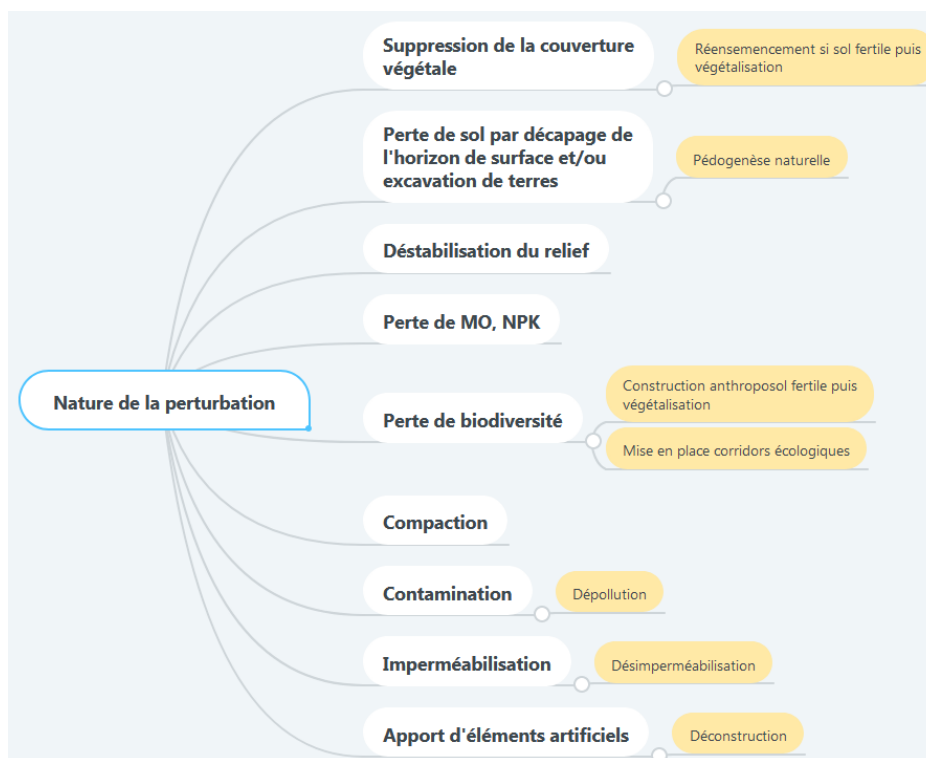 Suppression de la couverture
végétale
Réensemencement si sol fertile puis
végétalisation
Perte de sol par décapage de
l'horizon de surface et/ou
excavation de terres
Pédogenèse naturelle
Déstabilisation du relief
Perte de MO, NPK
Nature de la perturbation
Perte de biodiversité
Construction anthroposol fertile puis
végétalisation
Mise en place corridors écologiques
Compaction
Contamination
Dépollution
Imperméabilisation
Désimperméabilisation
Apport d'éléments artificiels
Déconstruction